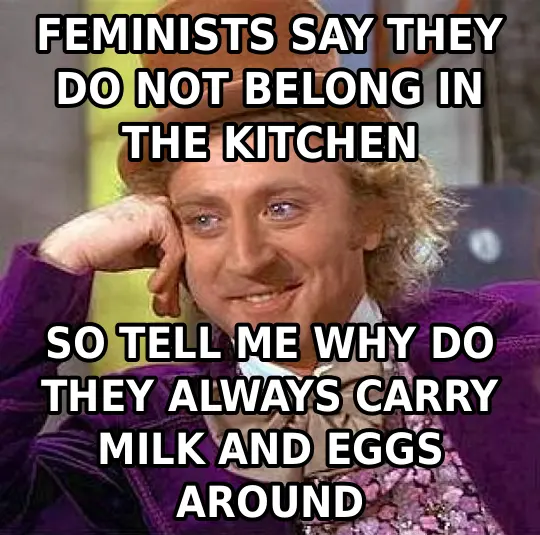 FEMINISTS SAY THEY
DO NOT BELONG IN
THE KITCHEN
SO TELL ME WHY DO
THEY ALWAYS CARRY
MILK AND EGGS
AROUND